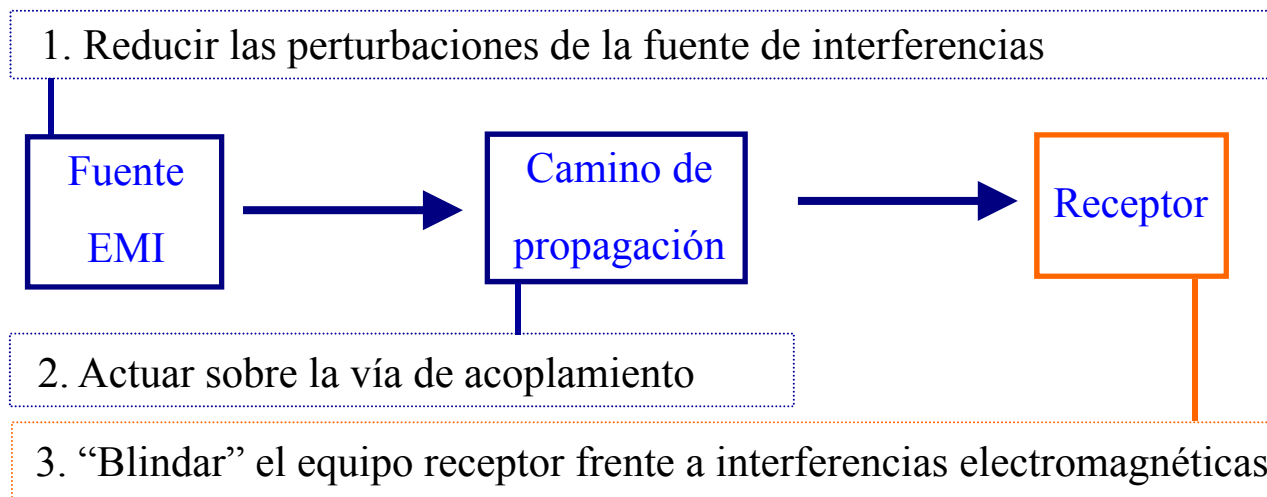 1. Reducir las perturbaciones de la fuente de interferencias
Fuente
EMI
Camino de
propagación
Receptor
2. Actuar sobre la vía de acoplamiento
3. “Blindar” el equipo receptor frente a interferencias electromagnéticas